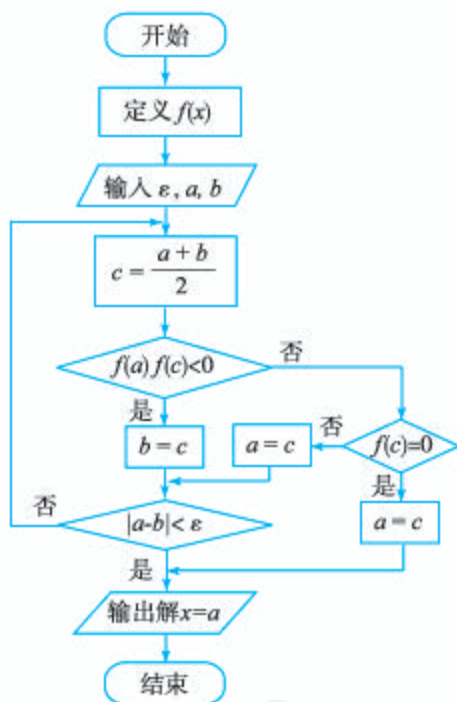 开始
定义 f(x)
输入 ε, a, b
c = a + b / 2
f(a) f(c)<0
否
是
b = c
a = c
否
f(c)=0
是
a = c
否
|a-b|< ε
是
输出解x=a
结束